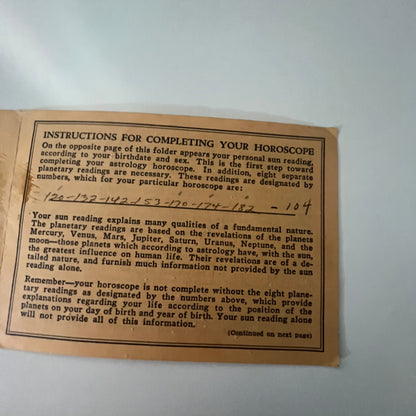 INSTRUCTIONS FOR COMPLETING YOUR HOROSCOPE
On the opposite page of this folder appears your personal sun reading,
according to your birthdate and sex. This is the first step toward
completing your astrology horoscope. In addition, eight separate
planetary readings are necessary. These readings are designated by
numbers, which for your particular horoscope are:
120-132-142-153-170-174-182 - 104
Your sun reading explains many qualities of a fundamental nature.
The planetary readings are based on the revelations of the planets
Mercury, Venus, Mars, Jupiter, Saturn, Uranus, Neptune, and the
moon—those planets which according to astrology have, with the sun,
the greatest influence on human life. Their revelations are of a de-
tailed nature, and furnish much information not provided by the sun
reading alone.
Remember—your horoscope is not complete without the eight plane-
tary readings as designated by the numbers above, which provide
explanations regarding your life according to the position of the
planets on your day of birth and year of birth. Your sun reading alone
will not provide all of this information.
(Continued on next page)